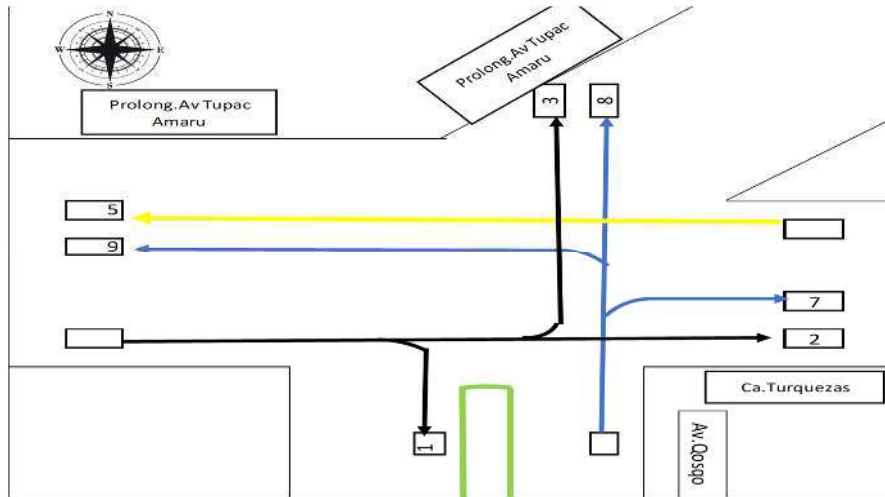 N
W
E
S
Prolong.Av Tupac
Amaru
Prolong.Av Tupac
Amaru
3
8
5
9
7
2
Ca.Turquezas
1
Av.Qosqo